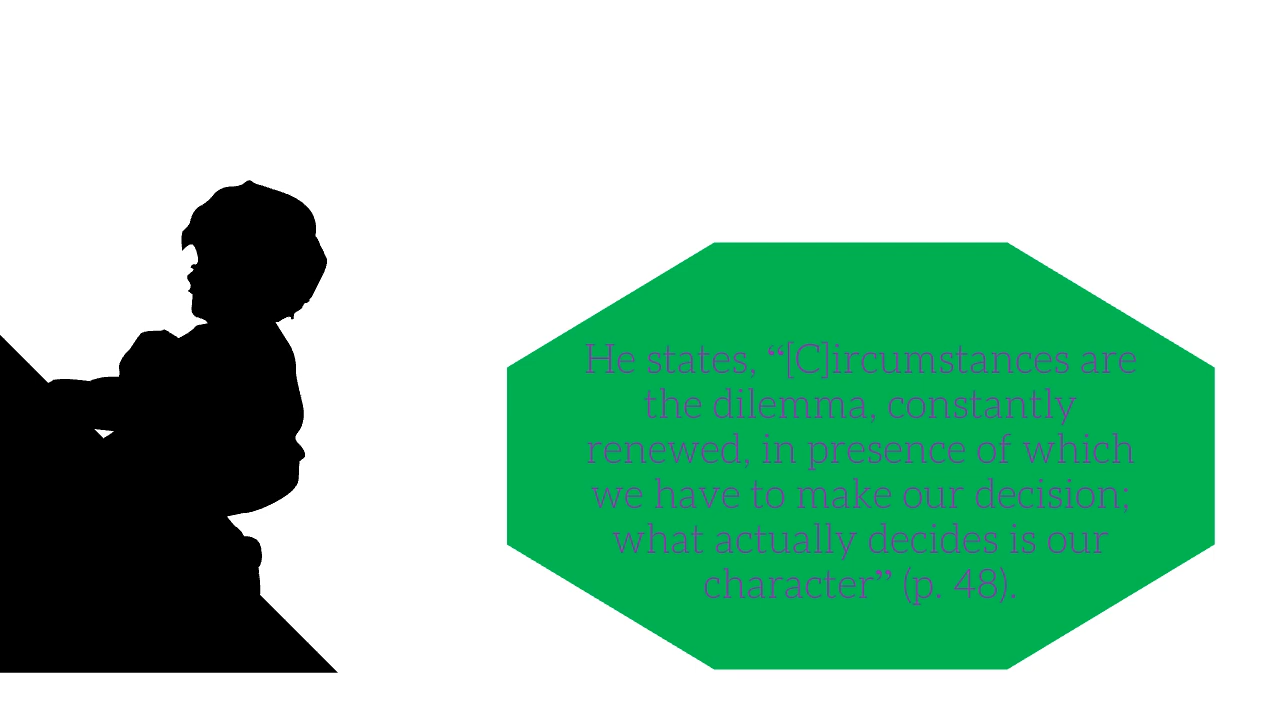 He states, “[C]ircumstances are
the dilemma, constantly
renewed, in presence of which
we have to make our decision;
what actually decides is our
character” (p. 48).